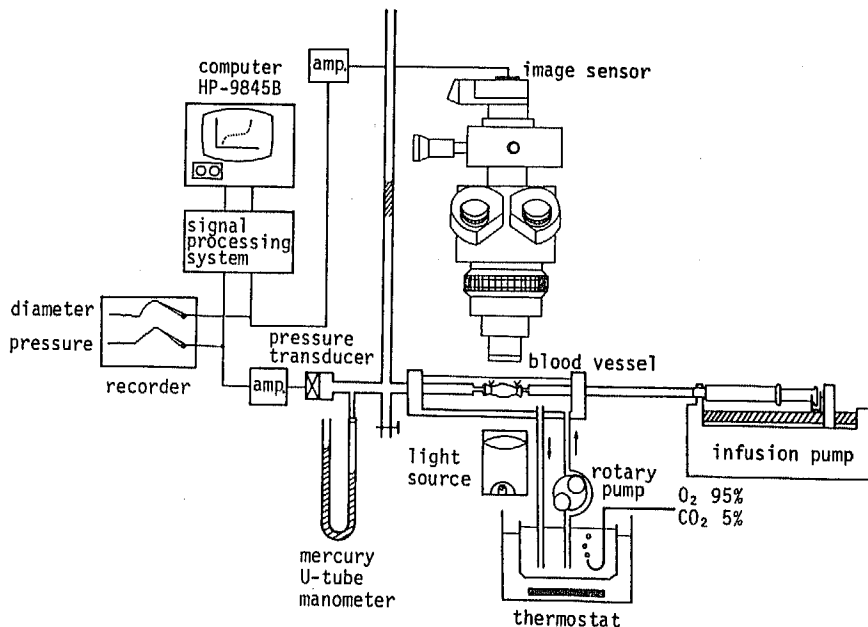 computer
HP-9845B
amp.
image sensor
signal
processing
system
diameter
pressure
recorder
pressure
transducer
amp.
blood vessel
infusion pump
light
source
rotary
pump
O₂ 95%
CO₂ 5%
mercury
U-tube
manometer
thermostat